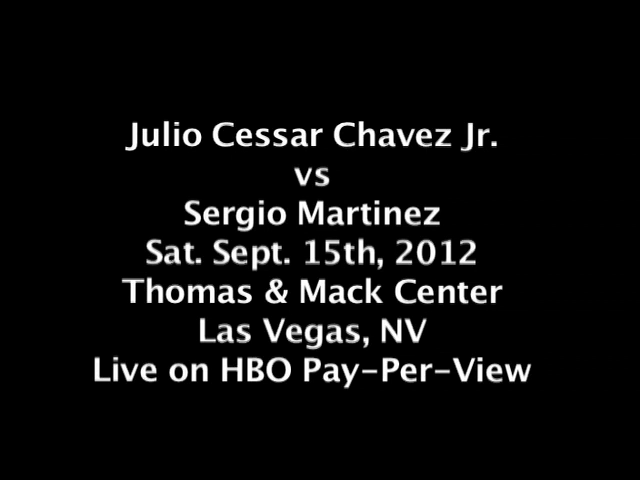 Julio Cessar Chavez Jr.
vs
Sergio Martinez
Sat. Sept. 15th, 2012
Thomas & Mack Center
Las Vegas, NV
Live on HBO Pay-Per-View